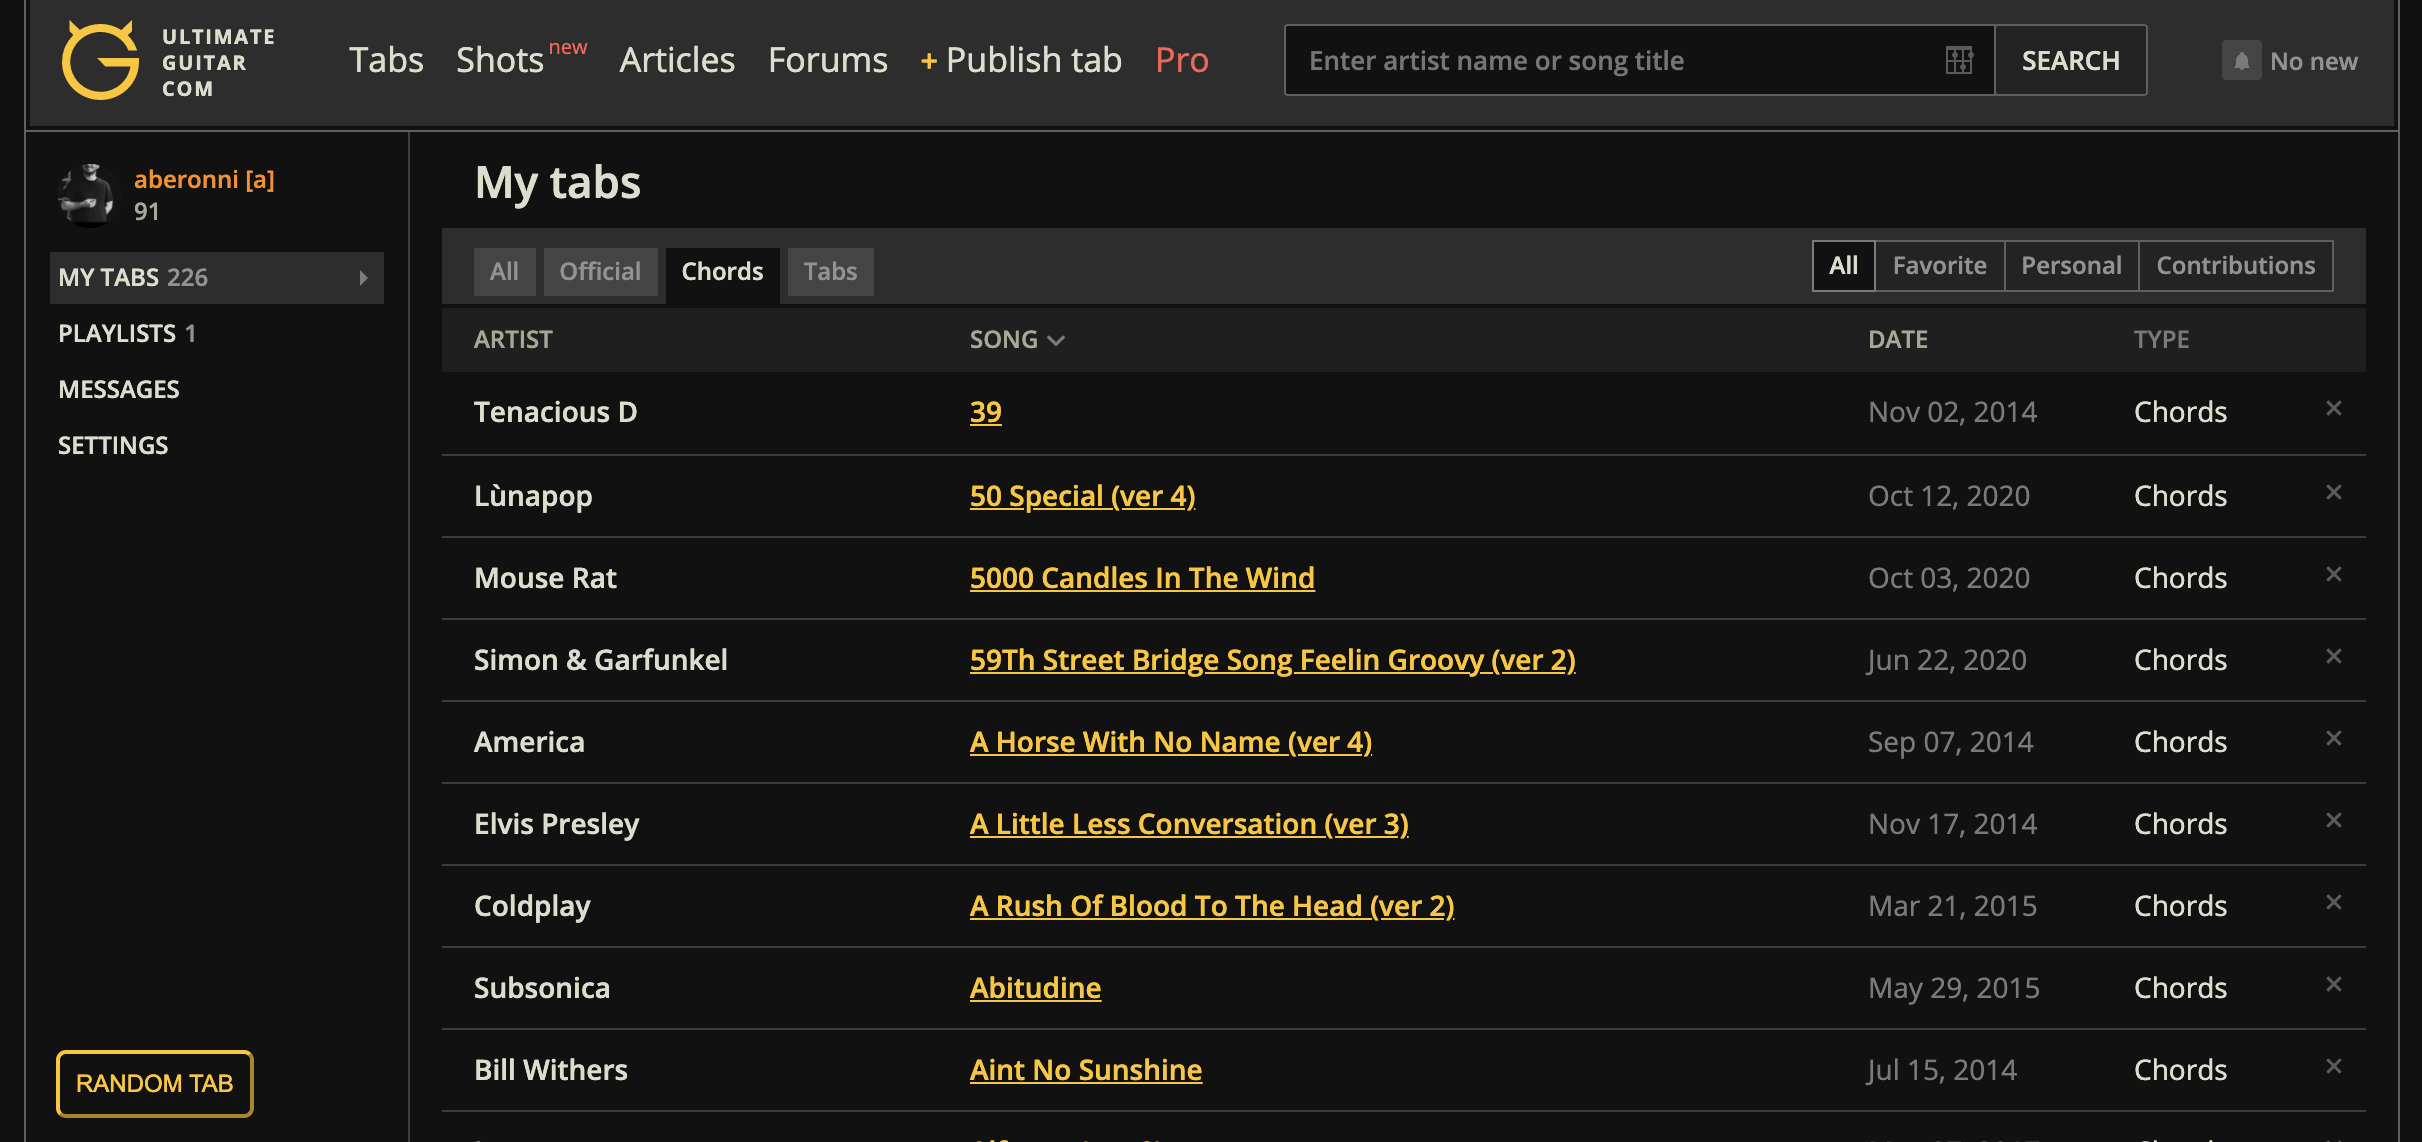 ULTIMATE
GUITAR
COM
Tabs Shots new Articles Forums + Publish tab Pro
Enter artist name or song title SEARCH No new
aberonni [a]
91
MY TABS 226
PLAYLISTS 1
MESSAGES
SETTINGS
RANDOM TAB
My tabs
All Official Chords Tabs All Favorite Personal Contributions
ARTIST SONG DATE TYPE
Tenacious D 39 Nov 02, 2014 Chords ×
Lùnapop 50 Special (ver 4) Oct 12, 2020 Chords ×
Mouse Rat 5000 Candles In The Wind Oct 03, 2020 Chords ×
Simon & Garfunkel 59Th Street Bridge Song Feelin Groovy (ver 2) Jun 22, 2020 Chords ×
America A Horse With No Name (ver 4) Sep 07, 2014 Chords ×
Elvis Presley A Little Less Conversation (ver 3) Nov 17, 2014 Chords ×
Coldplay A Rush Of Blood To The Head (ver 2) Mar 21, 2015 Chords ×
Subsonica Abitudine May 29, 2015 Chords ×
Bill Withers Aint No Sunshine Jul 15, 2014 Chords ×